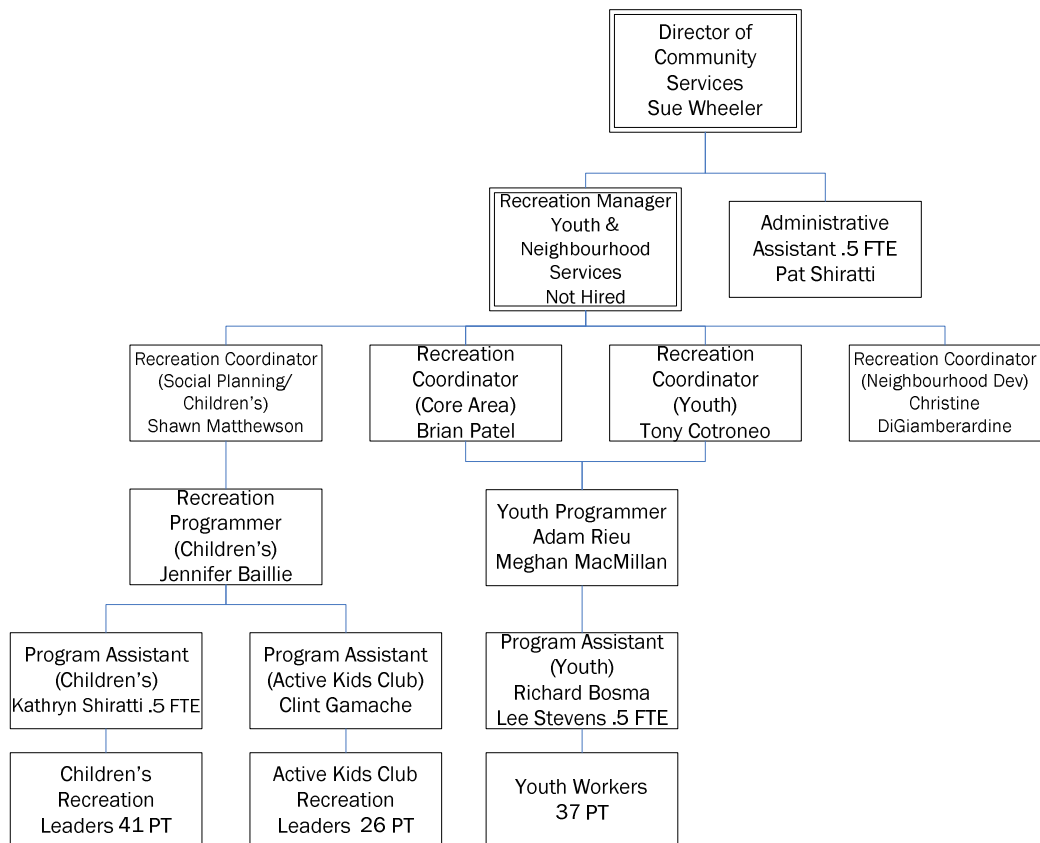 Director of
Community
Services
Sue Wheeler
Recreation Manager
Youth &
Neighbourhood
Services
Not Hired
Administrative
Assistant .5 FTE
Pat Shiratti
Recreation Coordinator
(Social Planning/
Children's)
Shawn Matthewson
Recreation
Coordinator
(Core Area)
Brian Patel
Recreation
Coordinator
(Youth)
Tony Cotroneo
Recreation Coordinator
(Neighbourhood Dev)
Christine
DiGiamberardine
Recreation
Programmer
(Children's)
Jennifer Baillie
Youth Programmer
Adam Rieu
Meghan MacMillan
Program Assistant
(Children's)
Kathryn Shiratti .5 FTE
Program Assistant
(Active Kids Club)
Clint Gamache
Program Assistant
(Youth)
Richard Bosma
Lee Stevens .5 FTE
Children's
Recreation
Leaders 41 PT
Active Kids Club
Recreation
Leaders 26 PT
Youth Workers
37 PT